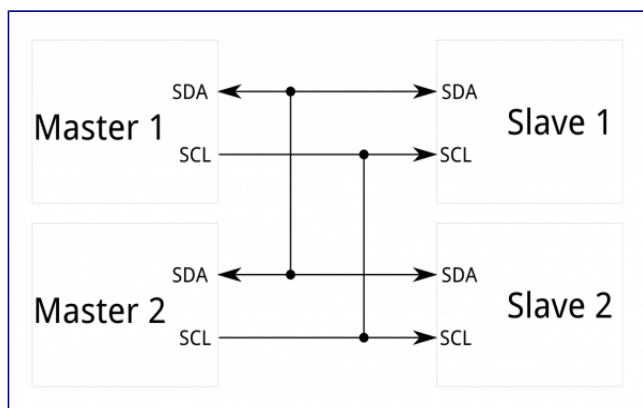 SDA
SDA
Master 1
Slave 1
SCL
SCL
SDA
SDA
Master 2
Slave 2
SCL
SCL